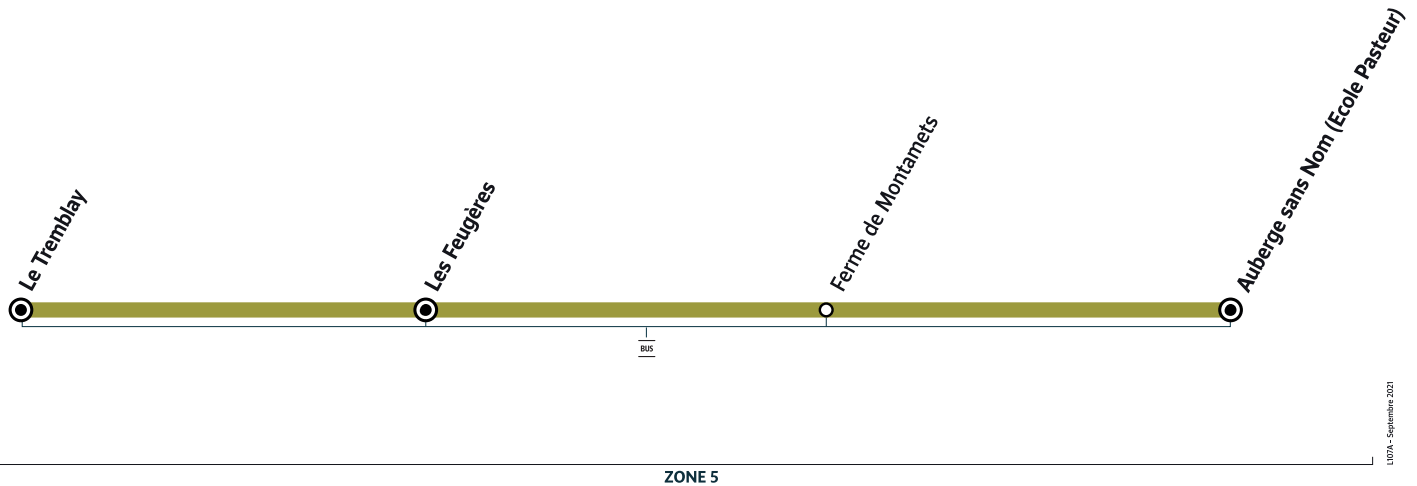 Le Tremblay
Les Feugères
Ferme de Montamets
Auberge sans Nom (Ecole Pasteur)
BUS
L107A - Septembre 2021
ZONE 5